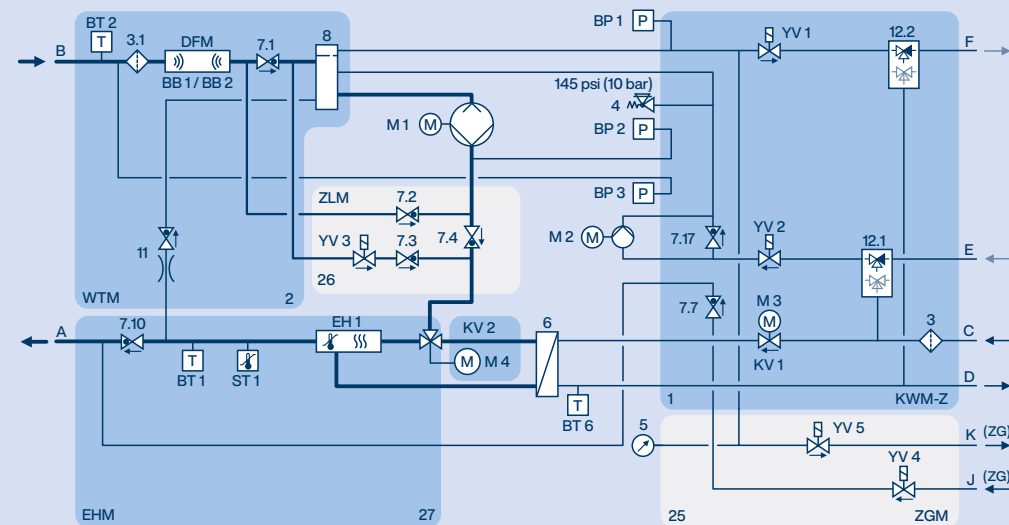 BP 1 P
BT 2
T
3.1
DFM
7.1
8
YV 1
12.2
B
F
BB 1 / BB 2
145 psi (10 bar)
4
M 1 M
BP 2 P
BP 3 P
ZLM
7.2
YV 3
7.3
7.4
M 2 M
7.17
YV 2
12.1
E
11
26
WTM
2
7.7
M 3
M
A
7.10
EH 1
KV 2
6
3
C
M M 4
KV 1
T
BT 1
ST 1
D
T
BT 6
1
KWM-Z
5
YV 5
K (ZG)
YV 4
J (ZG)
EHM
27
25
ZGM